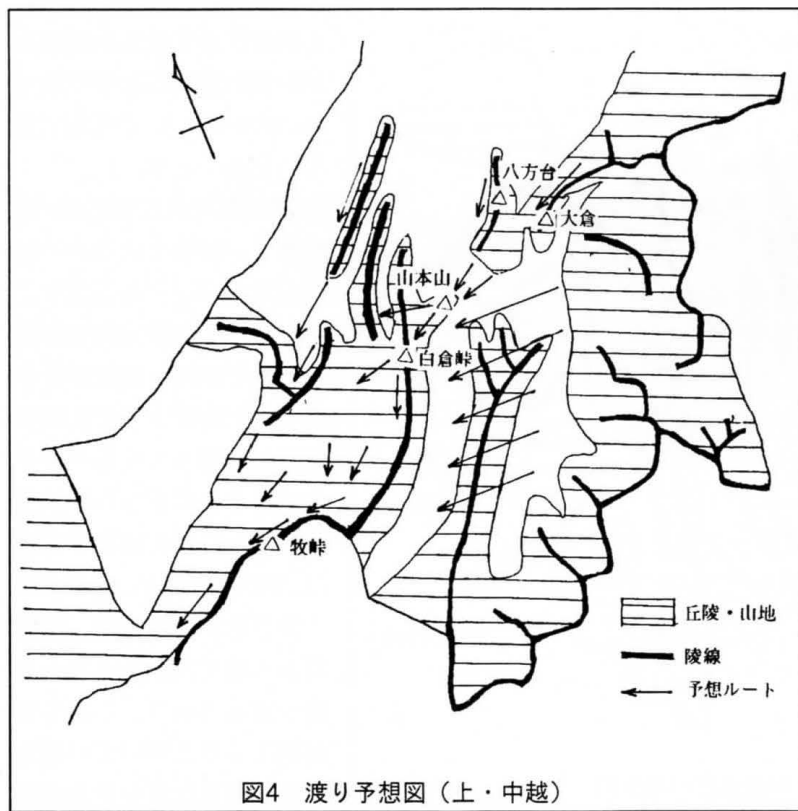 八方台
大倉
山本山
白倉峠
牧峠
丘陵・山地
陵線
予想ルート
図4 渡り予想図（上・中越）